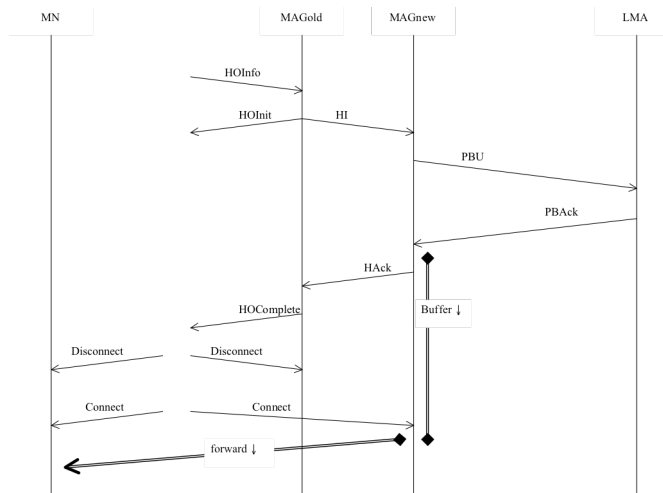 MN MAGold MAGnew LMA
HOInfo
HOInit HI
PBU
PBAck
HAck
HOComplete
Buffer ↓
Disconnect Disconnect
Connect Connect
forward ↓